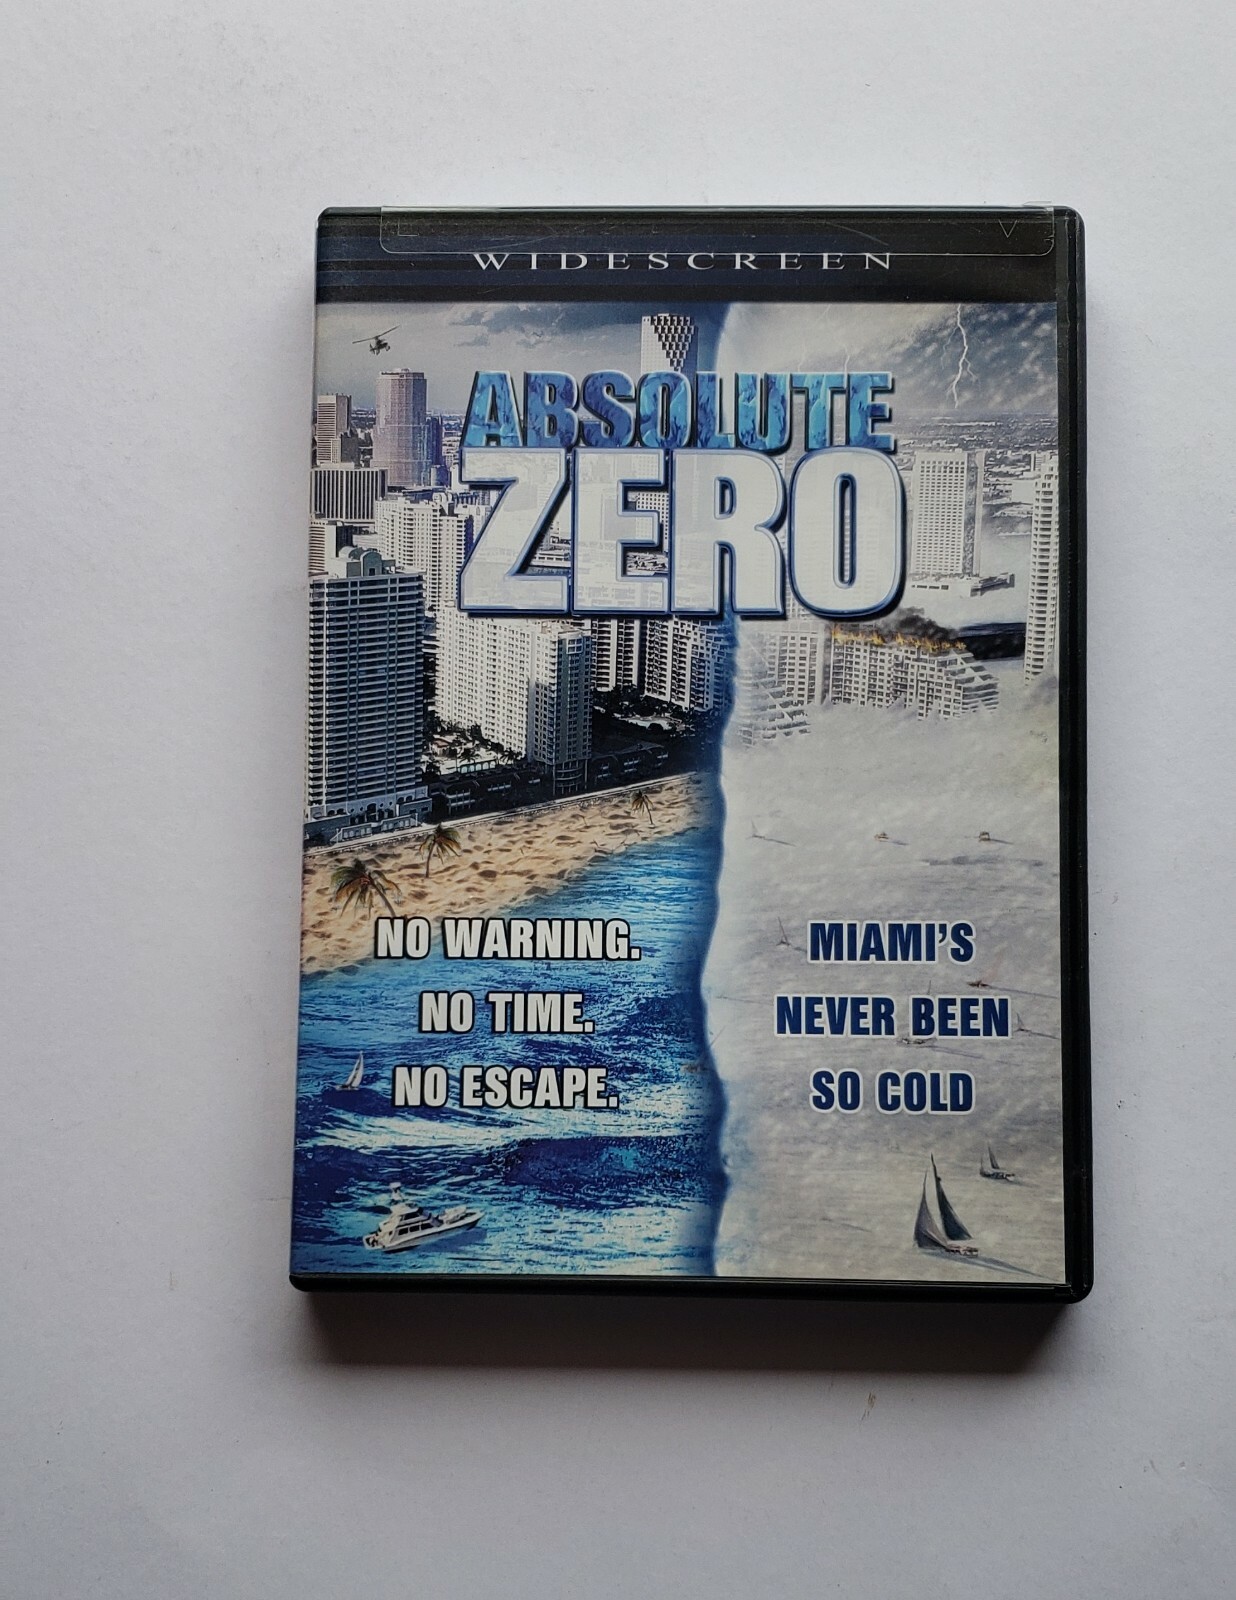 WIDESCREEN
ABSOLUTE
ZERO
NO WARNING.
NO TIME.
NO ESCAPE.
MIAMI'S
NEVER BEEN
SO COLD